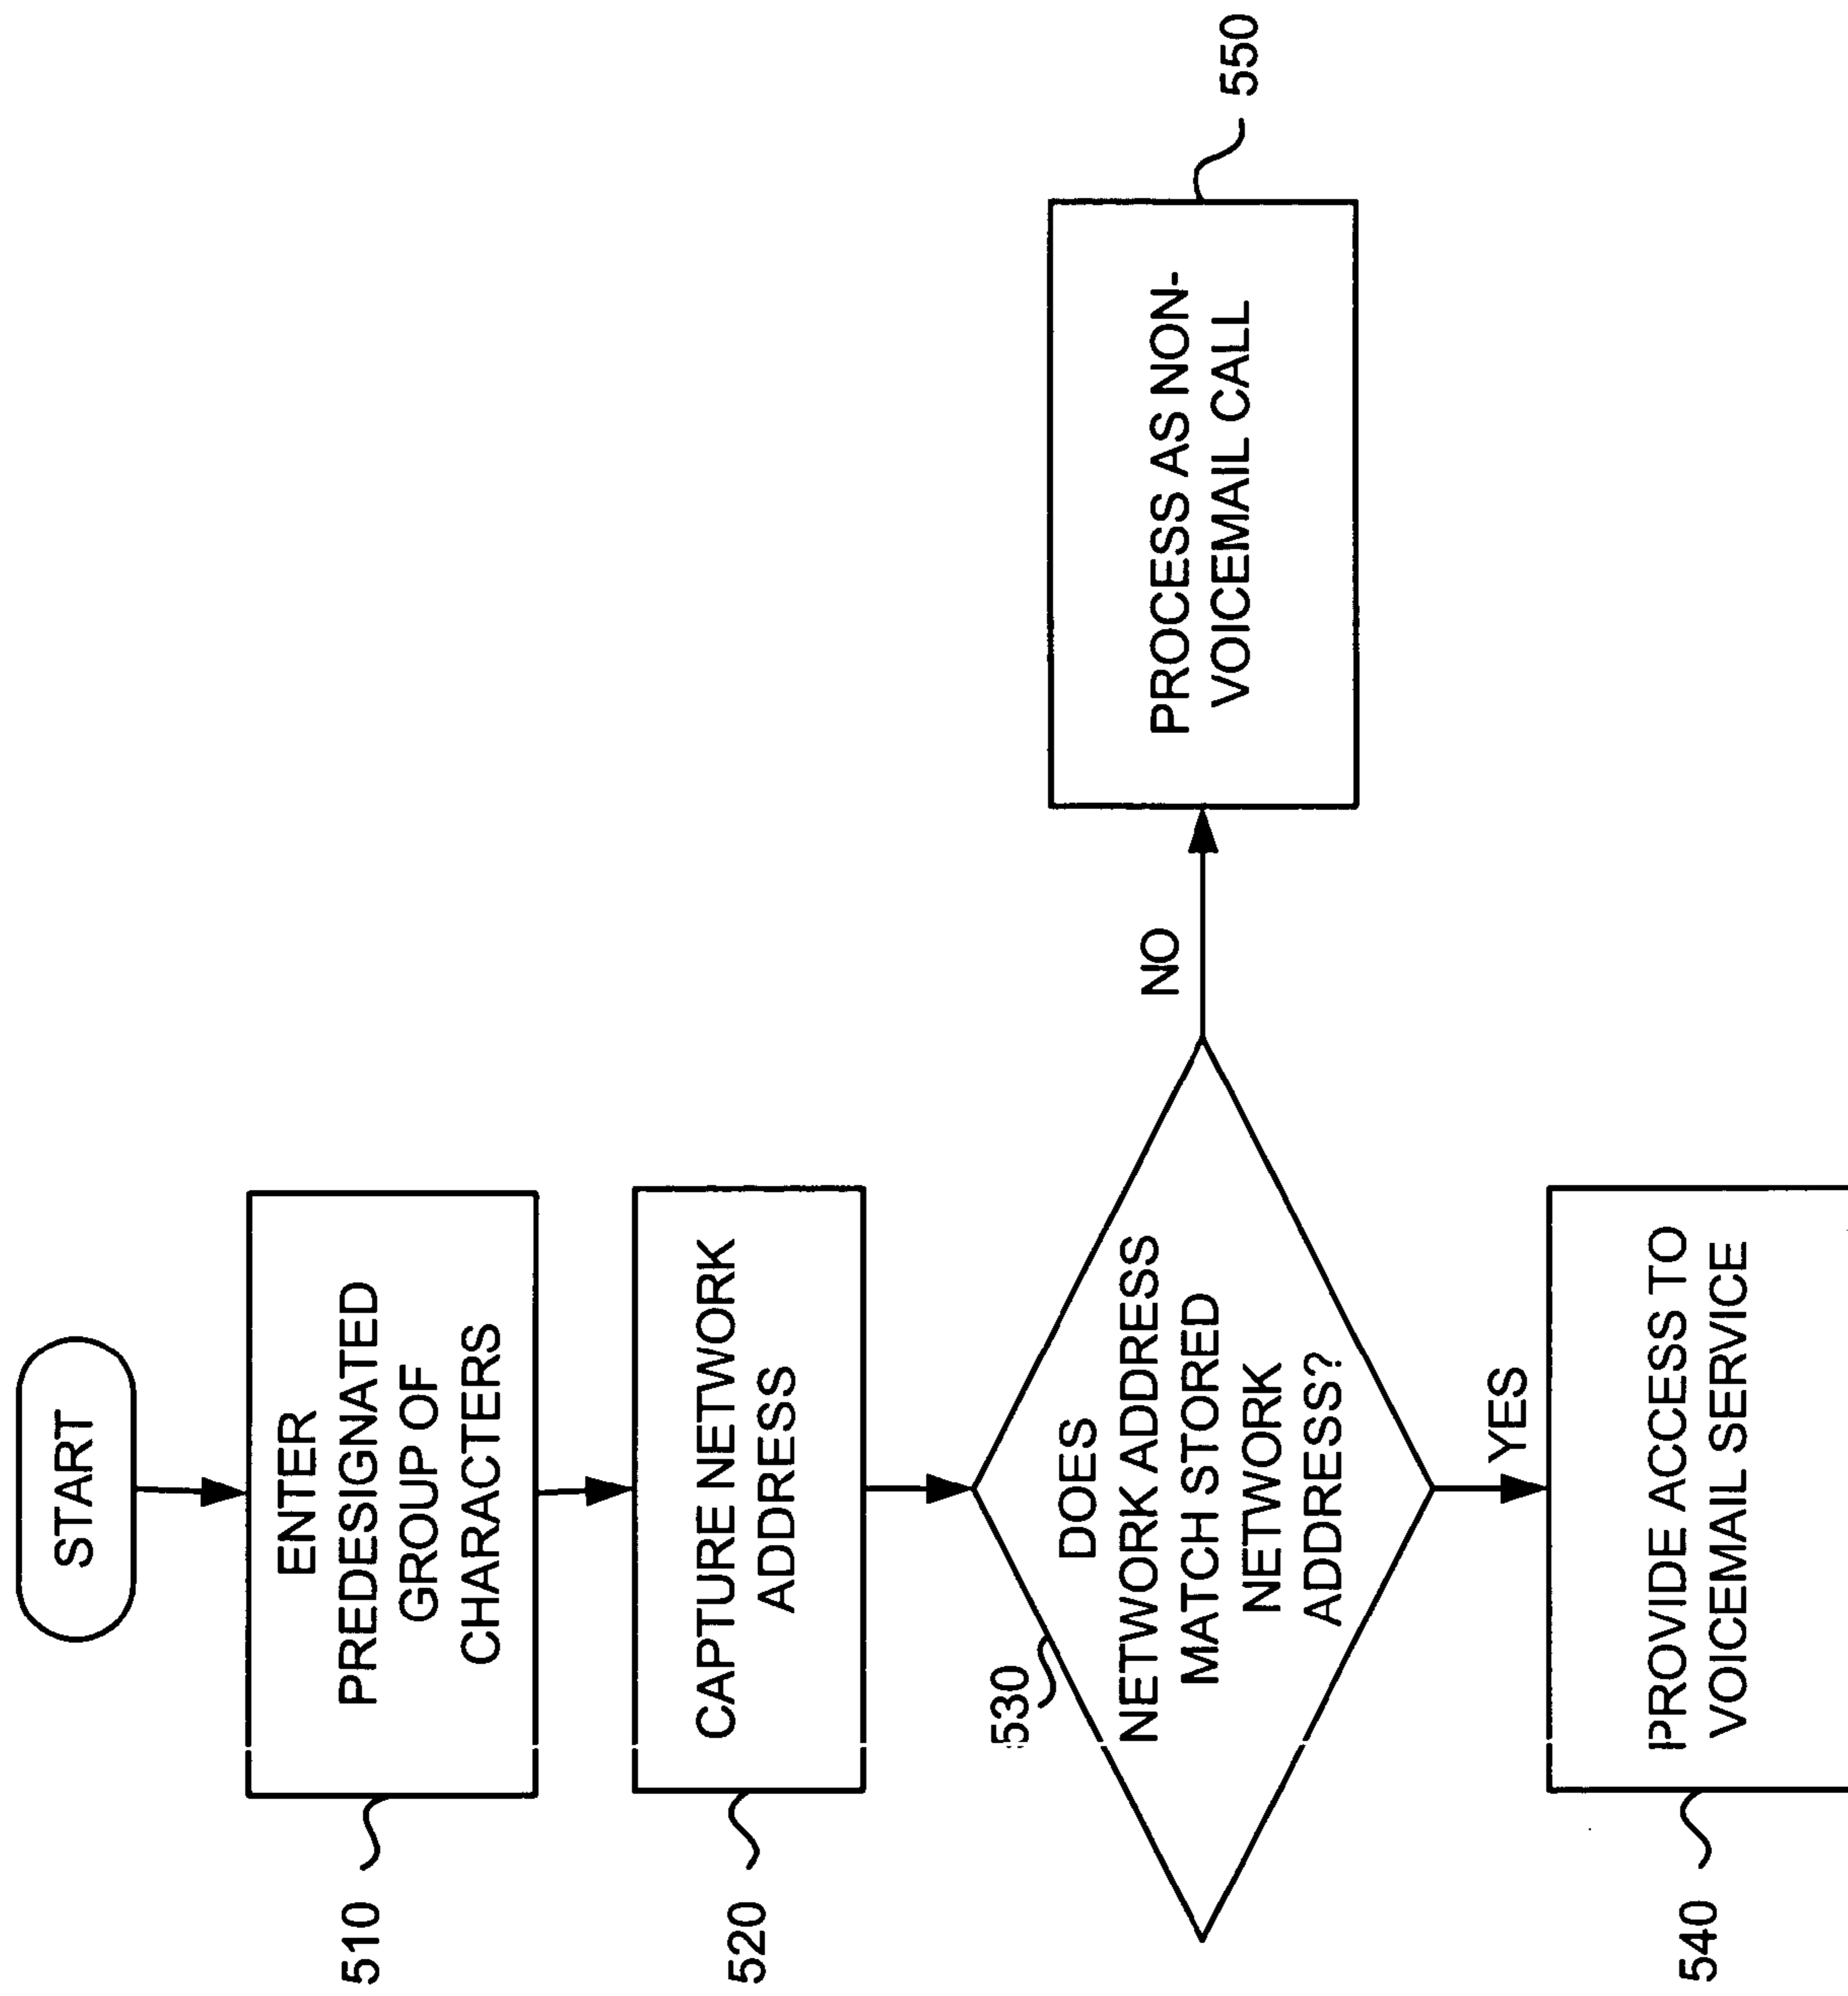 START
510
ENTER
PREDESIGNATED
GROUP OF
CHARACTERS
520
CAPTURE NETWORK
ADDRESS
530
DOES
NETWORK ADDRESS
MATCH STORED
NETWORK
ADDRESS?
NO
PROCESS AS NON-
VOICEMAIL CALL
550
YES
540
PROVIDE ACCESS TO
VOICEMAIL SERVICE